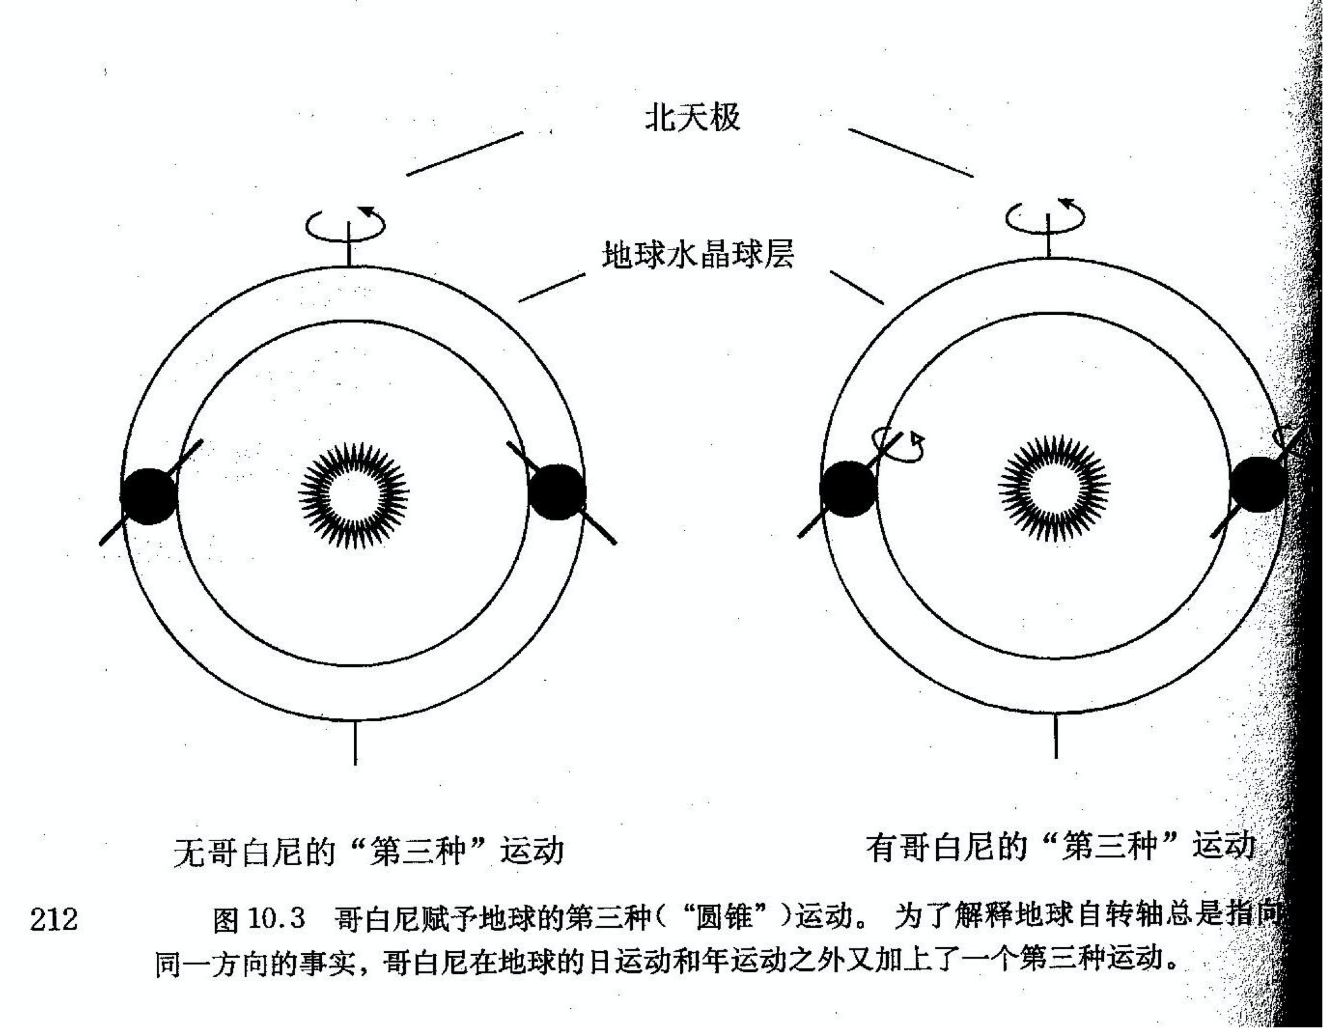 北天极
地球水晶球层
无哥白尼的“第三种”运动
有哥白尼的“第三种”运动
212
图 10.3 哥白尼赋予地球的第三种(“圆锥”)运动。 为了解释地球自转轴总是指向
同一方向的事实，哥白尼在地球的日运动和年运动之外又加上了一个第三种运动。